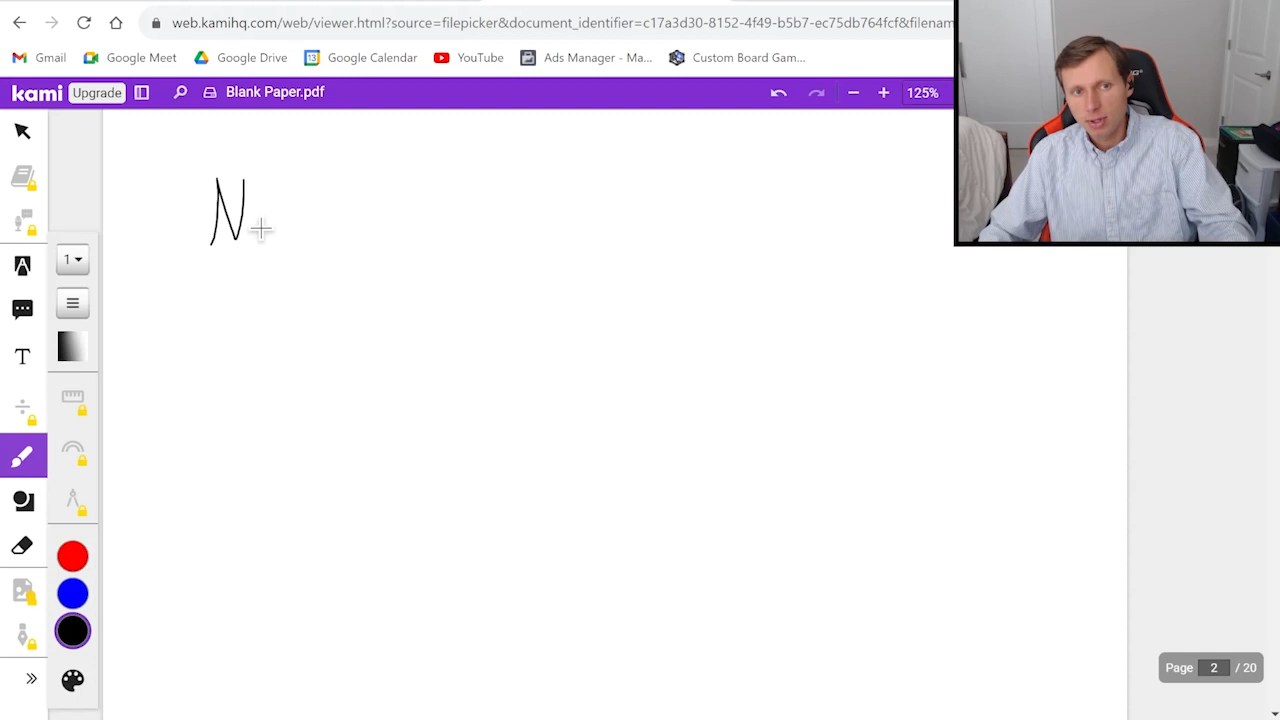 web.kamihq.com/web/viewer.html?source=filepicker&document_identifier=c17a3d30-8152-4f49-b5b7-ec75db764fcf&filenam
Gmail Google Meet Google Drive 13 Google Calendar YouTube Ads Manager - Ma... Custom Board Gam...
kami Upgrade Blank Paper.pdf 125%
N
1
T
Page 2 / 20